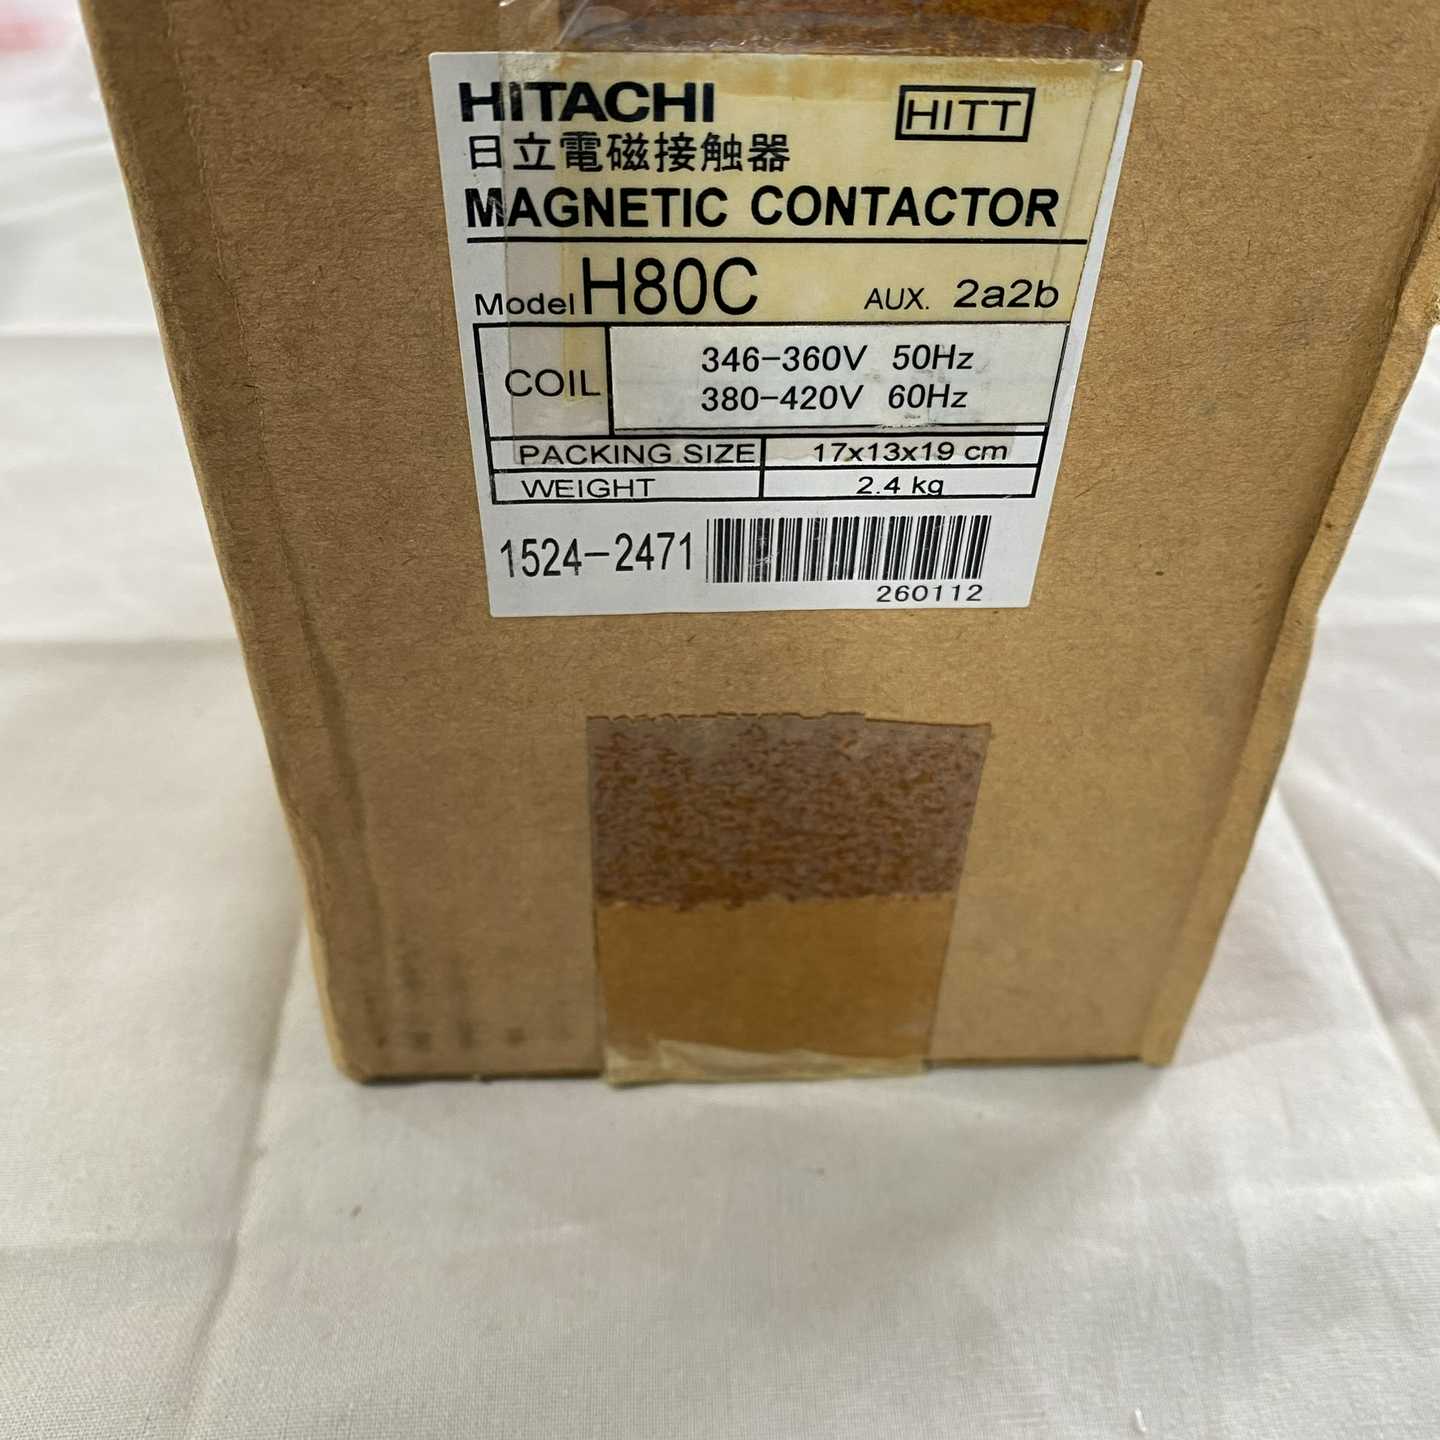 HITACHI HITT
日立電磁接触器
MAGNETIC CONTACTOR
Model H80C AUX. 2a2b
COIL 346-360V 50Hz
380-420V 60Hz
PACKING SIZE 17x13x19 cm
WEIGHT 2.4 kg
1524-2471
260112